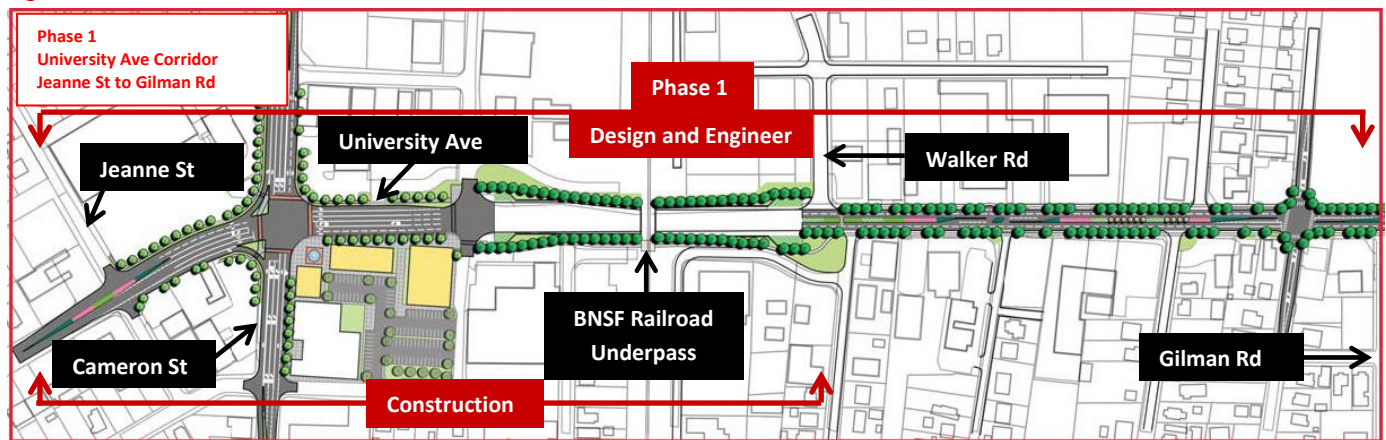 Phase 1
University Ave Corridor
Jeanne St to Gilman Rd
Phase 1
Design and Engineer
University Ave
Jeanne St
Walker Rd
BNSF Railroad
Underpass
Cameron St
Gilman Rd
Construction